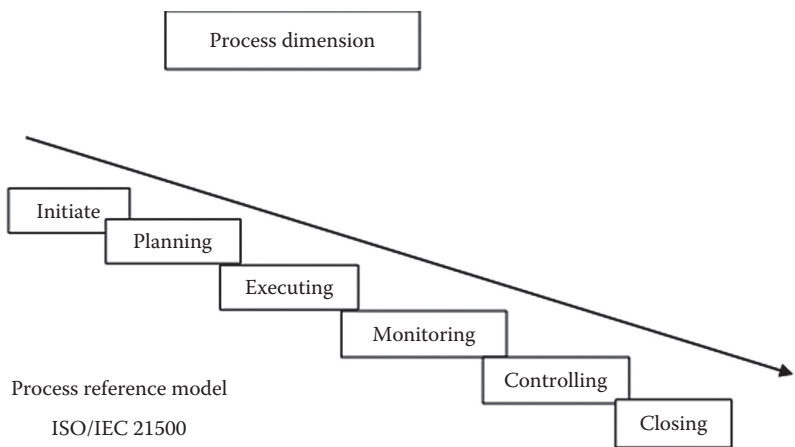 Process dimension
Initiate
Planning
Executing
Monitoring
Controlling
Closing
Process reference model
ISO/IEC 21500